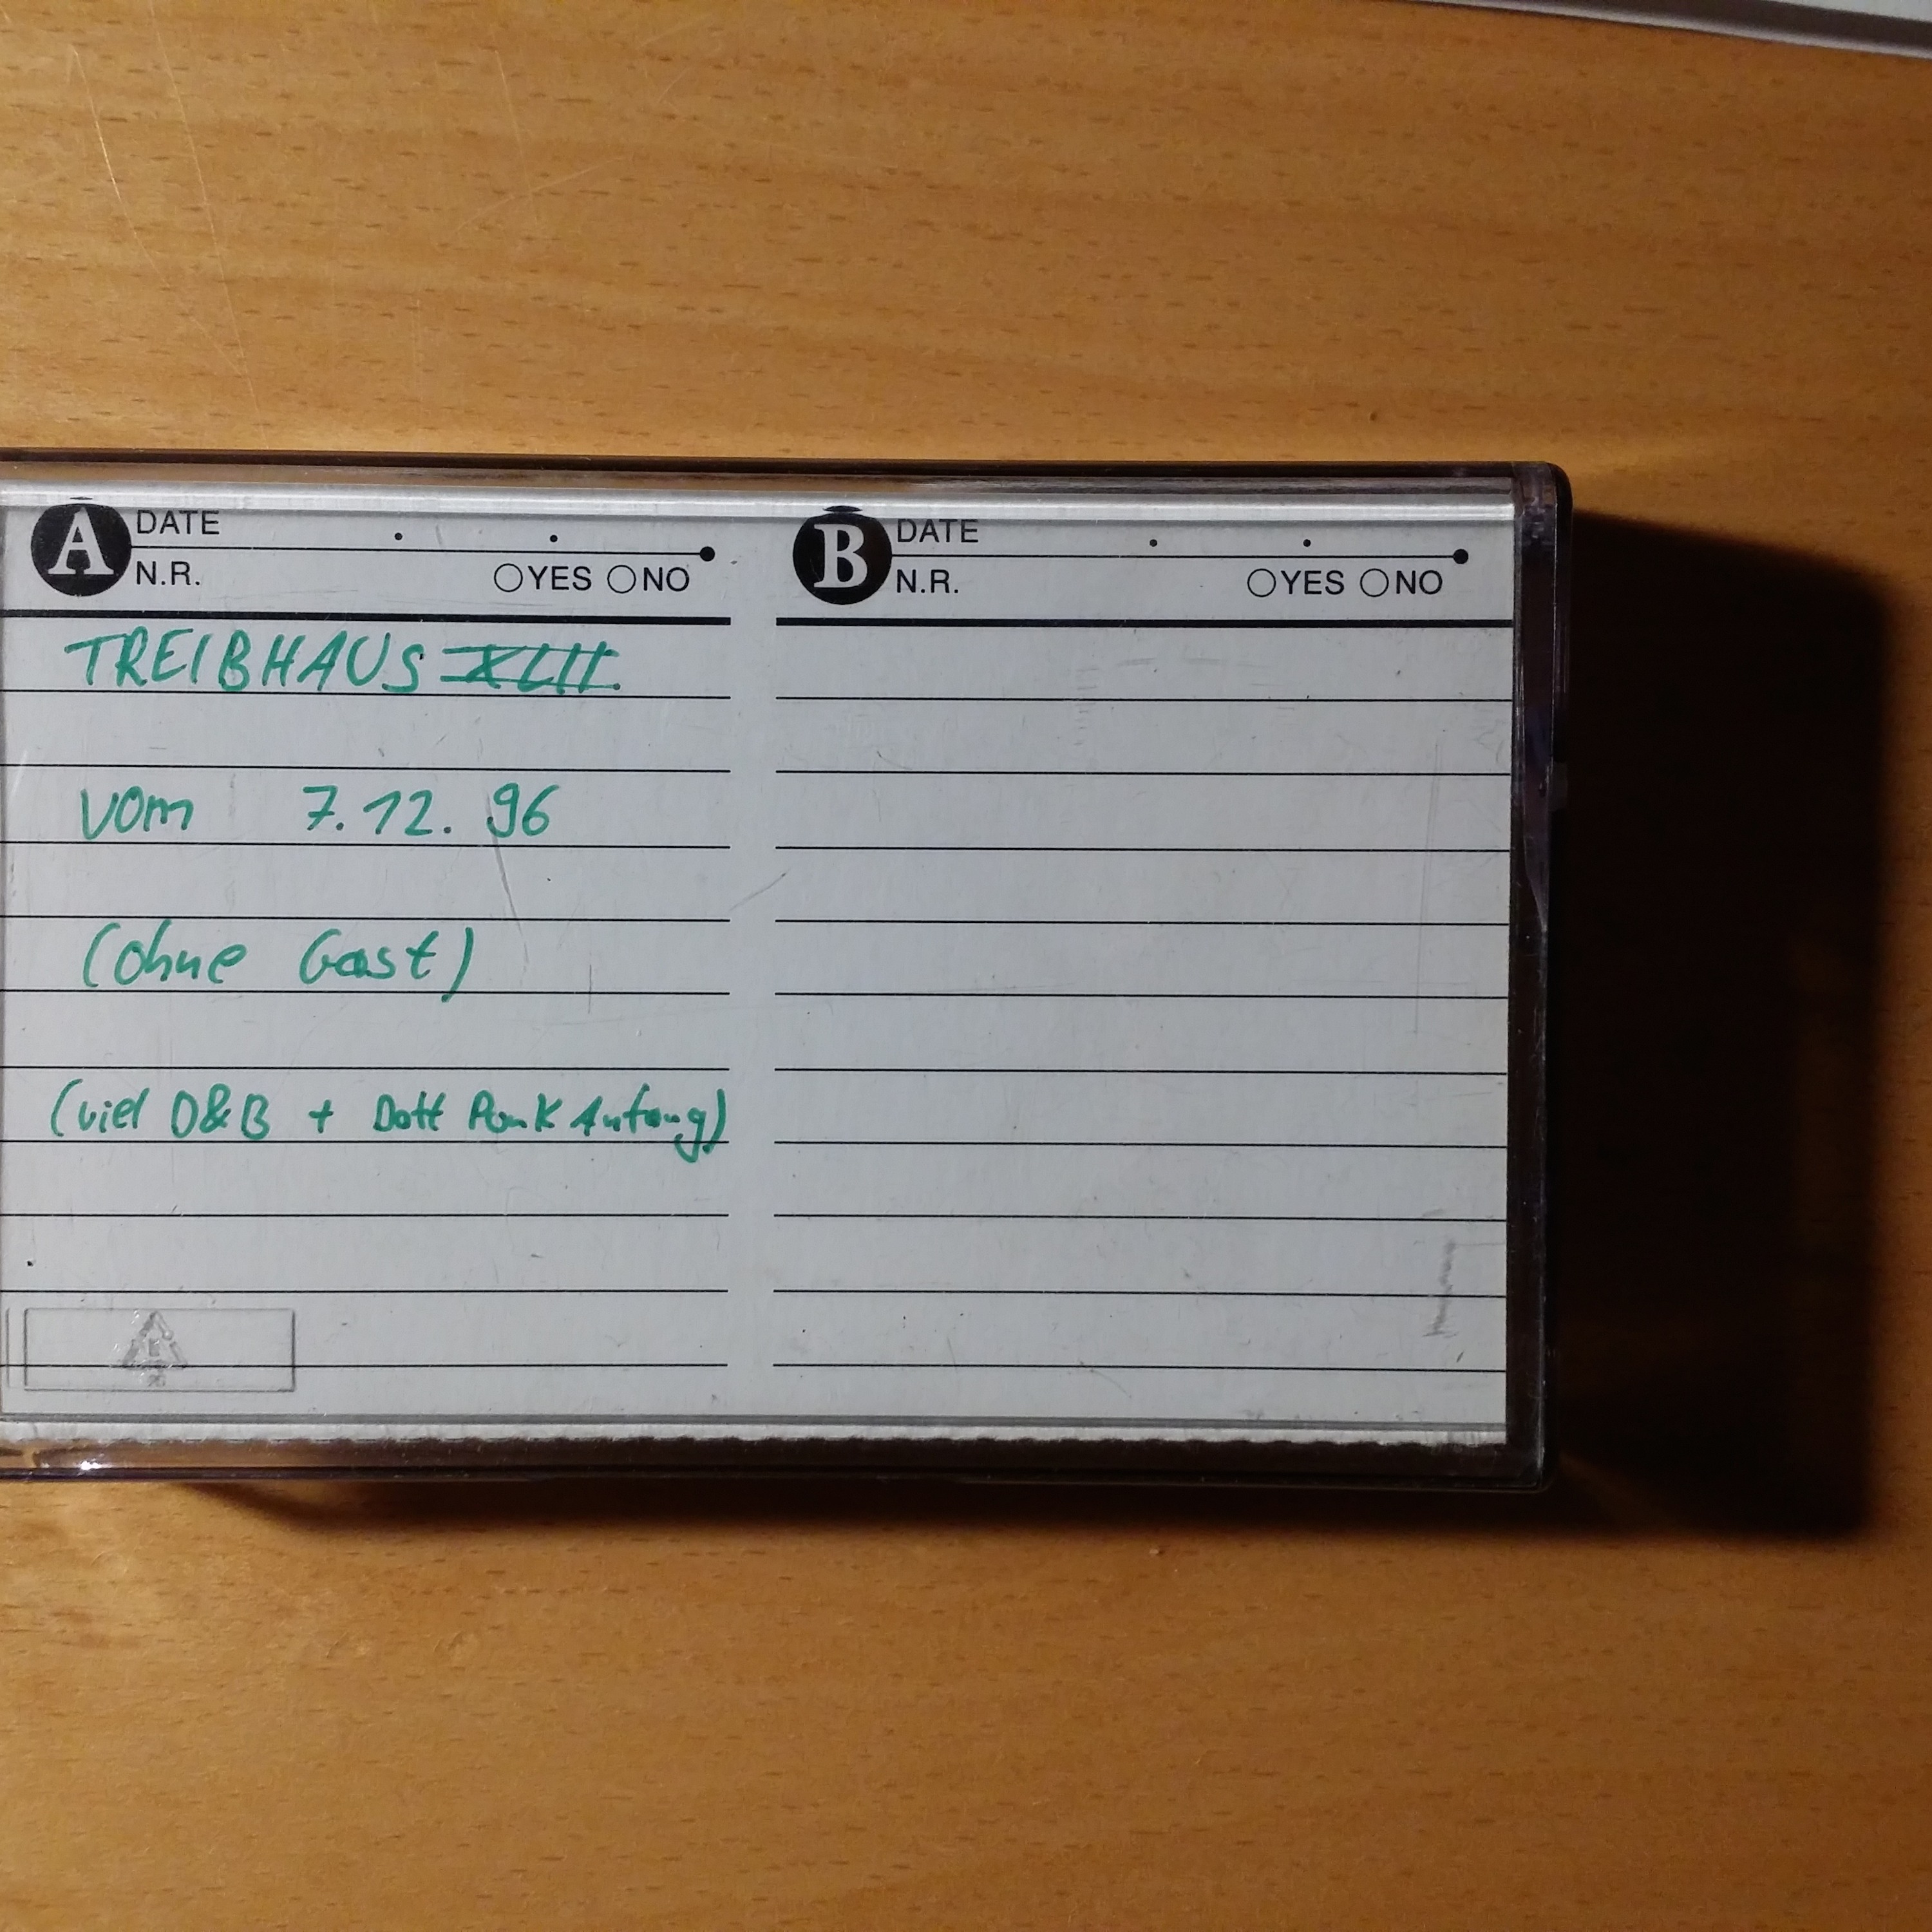 A DATE
N.R. YES NO
B DATE
N.R. YES NO
TREIBHAUS XLII.
vom 7.12.96
(ohne Gast)
(viel D&B + Daft Punk Anfang)